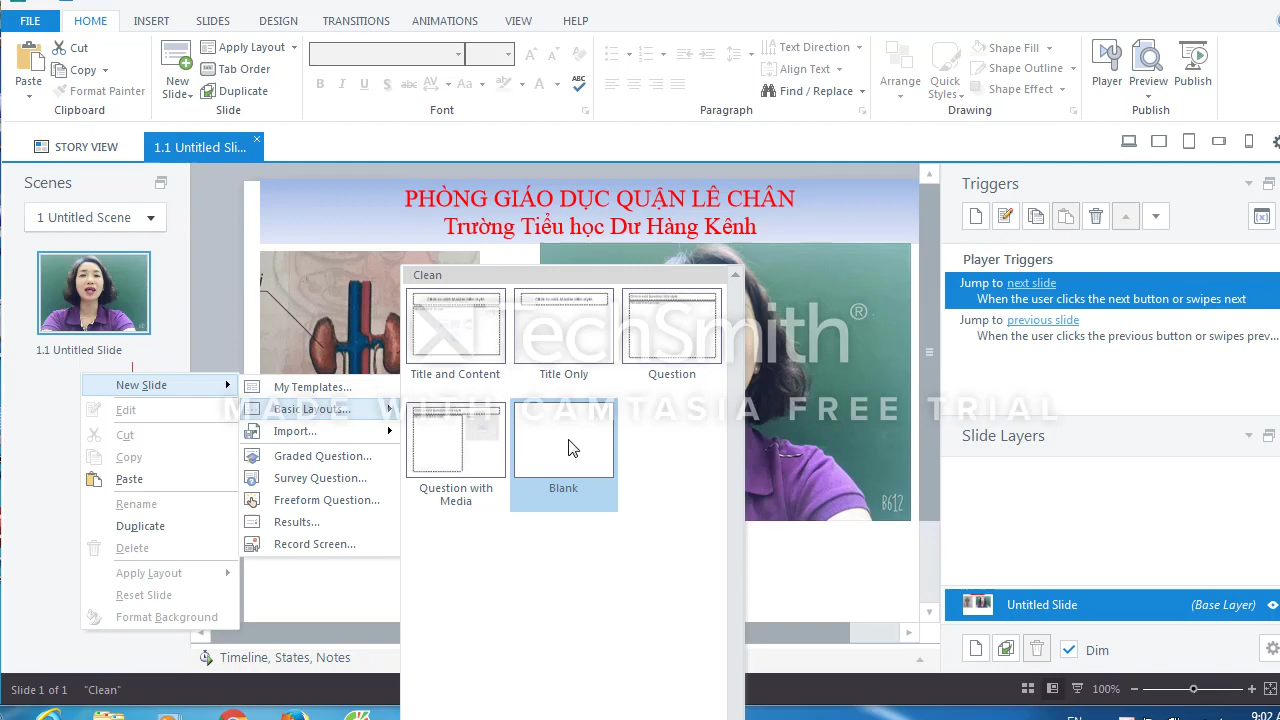 FILE
HOME
INSERT
SLIDES
DESIGN
TRANSITIONS
ANIMATIONS
VIEW
HELP
Paste
Cut
Copy
Format Painter
Clipboard
New
Slide
Apply Layout
Tab Order
Duplicate
Slide
B I U S abc AV Aa A
ABC
Font
Text Direction
Align Text
Find / Replace
Paragraph
Arrange
Quick
Styles
Shape Fill
Shape Outline
Shape Effect
Drawing
Player
Preview
Publish
Publish
STORY VIEW
1.1 Untitled Sli...
Scenes
1 Untitled Scene
1.1 Untitled Slide
PHÒNG GIÁO DỤC QUẬN LÊ CHÂN
Trường Tiểu học Dư Hàng Kênh
New Slide
Edit
Cut
Copy
Paste
Rename
Duplicate
Delete
Apply Layout
Reset Slide
Format Background
My Templates...
Basic Layouts...
Import...
Graded Question...
Survey Question...
Freeform Question...
Results...
Record Screen...
Clean
Title and Content
Title Only
Question
Question with
Media
Blank
TechSmith®
MADE WITH CAMTASIA FREE TRIAL
B612
Triggers
Player Triggers
Jump to next slide
When the user clicks the next button or swipes next
Jump to previous slide
When the user clicks the previous button or swipes prev...
Slide Layers
Untitled Slide
(Base Layer)
Dim
Timeline, States, Notes
Slide 1 of 1
"Clean"
100%
EN
9:02